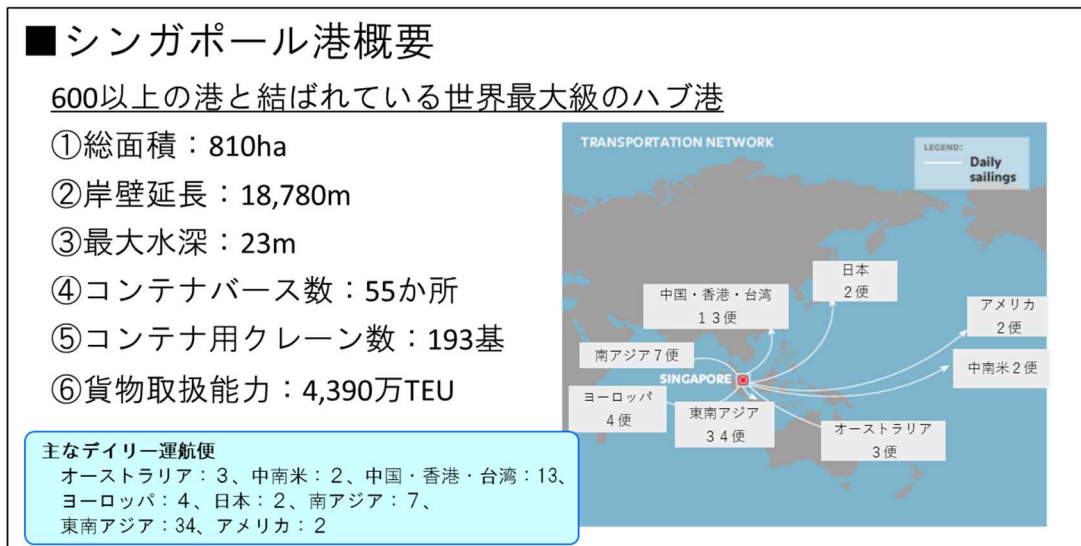 ■シンガポール港概要
600以上の港と結ばれている世界最大級のハブ港
①総面積：810ha
②岸壁延長：18,780m
③最大水深：23m
④コンテナバース数：55か所
⑤コンテナ用クレーン数：193基
⑥貨物取扱能力：4,390万TEU
主なデイリー運航便
オーストラリア：３、中南米：２、中国・香港・台湾：13、
ヨーロッパ：４、日本：２、南アジア：７、
東南アジア：34、アメリカ：２
TRANSPORTATION NETWORK
LEGEND:
Daily
sailings
日本
２便
中国・香港・台湾
１３便
アメリカ
２便
南アジア７便
中南米２便
SINGAPORE
ヨーロッパ
４便
東南アジア
３４便
オーストラリア
３便